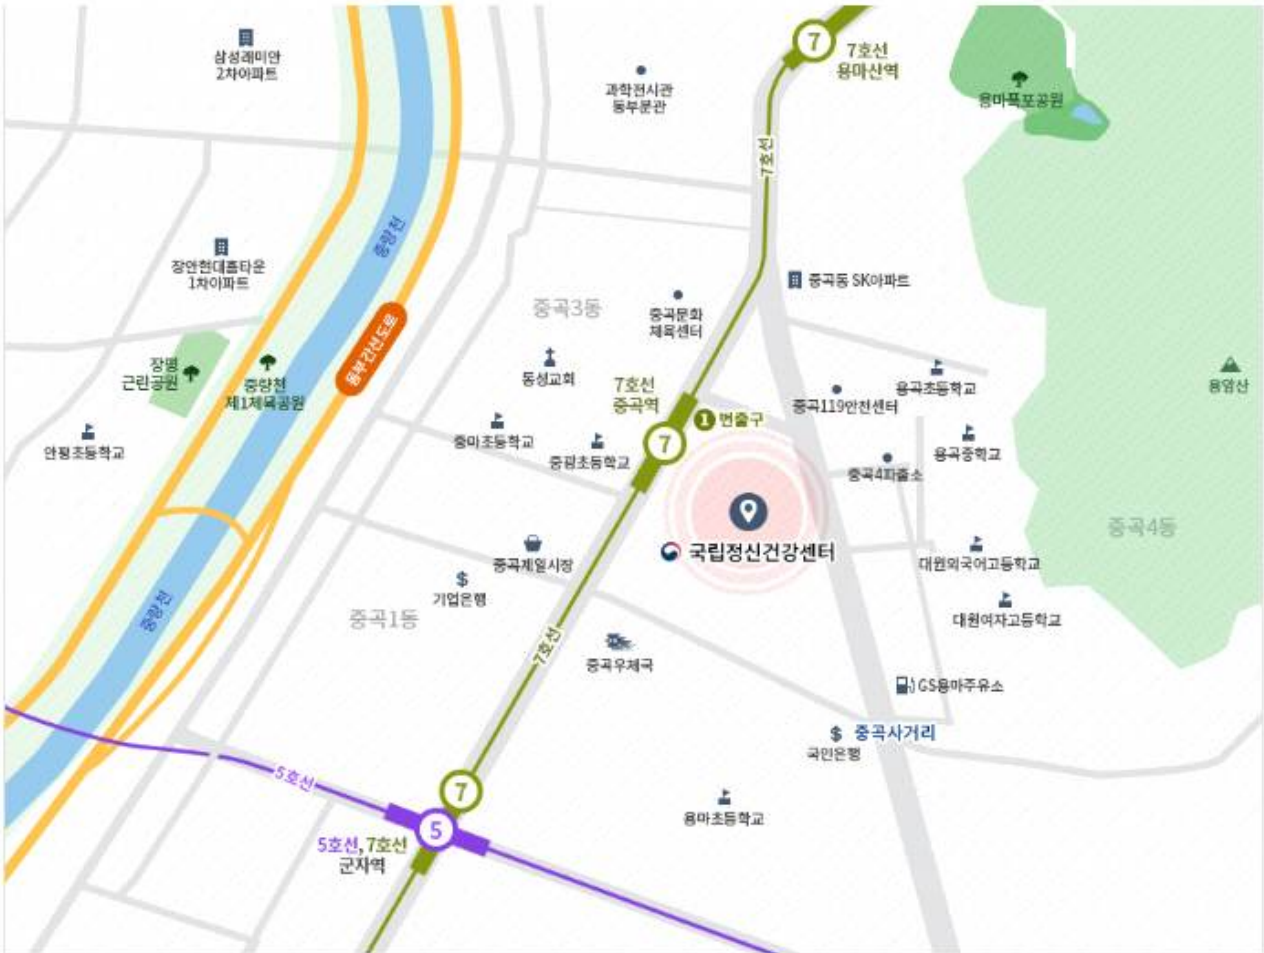 7
7호선
용마산역
삼성래미안
2차아파트
과학전시관
동부분관
용마폭포공원
7호선
중랑천
장안현대홈타운
1차아파트
중곡동 SK아파트
중곡3동
중곡문화
체육센터
동부간선도로
장평
근린공원
중랑천
제1체육공원
동성교회
7호선
중곡역
용곡초등학교
용암산
중곡119안전센터
1 번출구
안평초등학교
중마초등학교
중광초등학교
7
용곡중학교
중곡4파출소
중곡4동
국립정신건강센터
중곡제일시장
대원외국어고등학교
$
기업은행
중랑천
중곡1동
대원여자고등학교
7호선
중곡우체국
GS용마주유소
$ 중곡사거리
국민은행
5호선
7
5
용마초등학교
5호선, 7호선
군자역